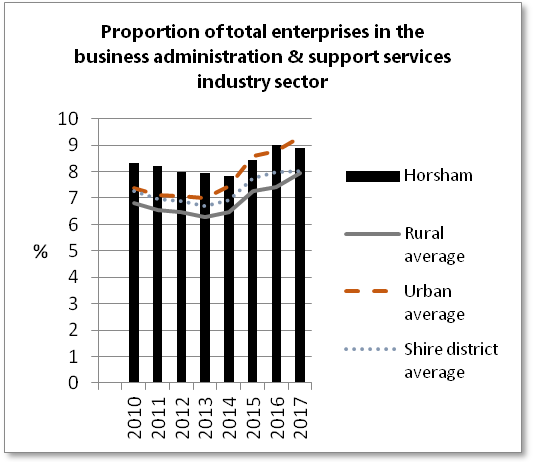 Proportion of total enterprises in the
business administration & support services
industry sector
10
9
8
7
6
5
4
3
2
1
0
%
2010
2011
2012
2013
2014
2015
2016
2017
Horsham
Rural
average
Urban
average
Shire district
average